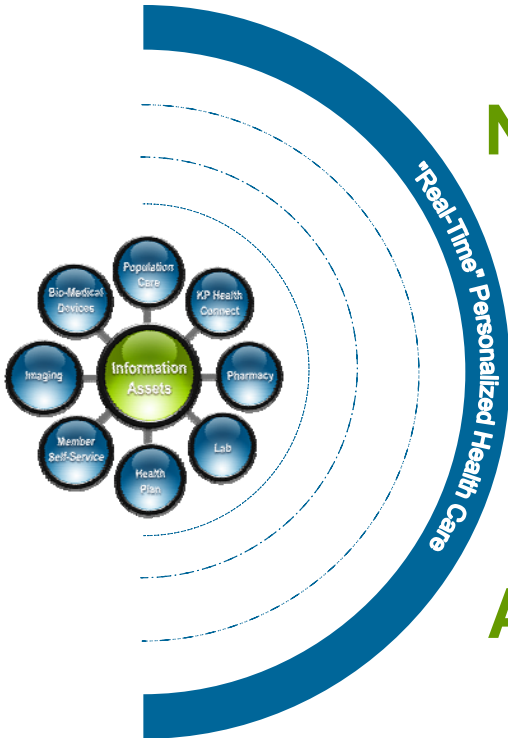 N
"Real-Time" Personalized Health Care
Population
Care
Bio-Medical
Devices
KP Health
Connect
Information
Assets
Imaging
Pharmacy
Member
Self-Service
Lab
Health
Plan
A